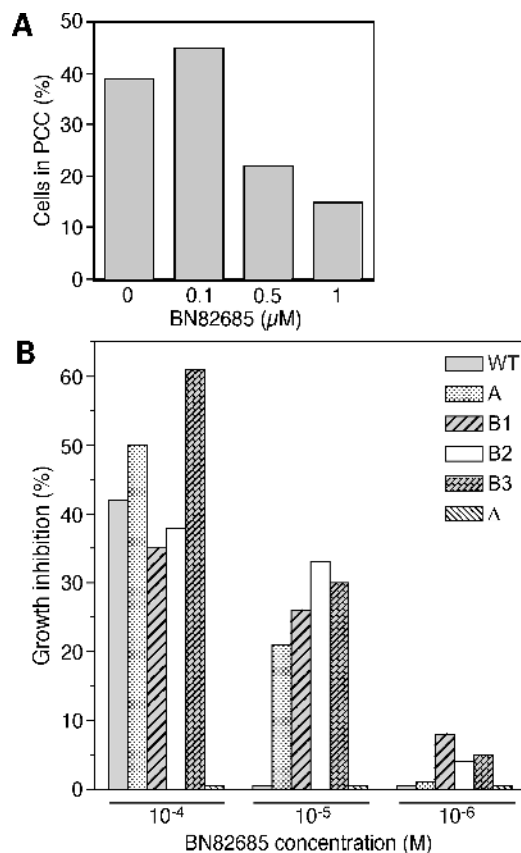 A
50
40
30
20
10
0
Cells in PCC (%)
0 0.1 0.5 1
BN82685 (µM)
B
60
50
40
30
20
10
0
Growth inhibition (%)
WT
A
B1
B2
B3
Δ
10-4 10-5 10-6
BN82685 concentration (M)